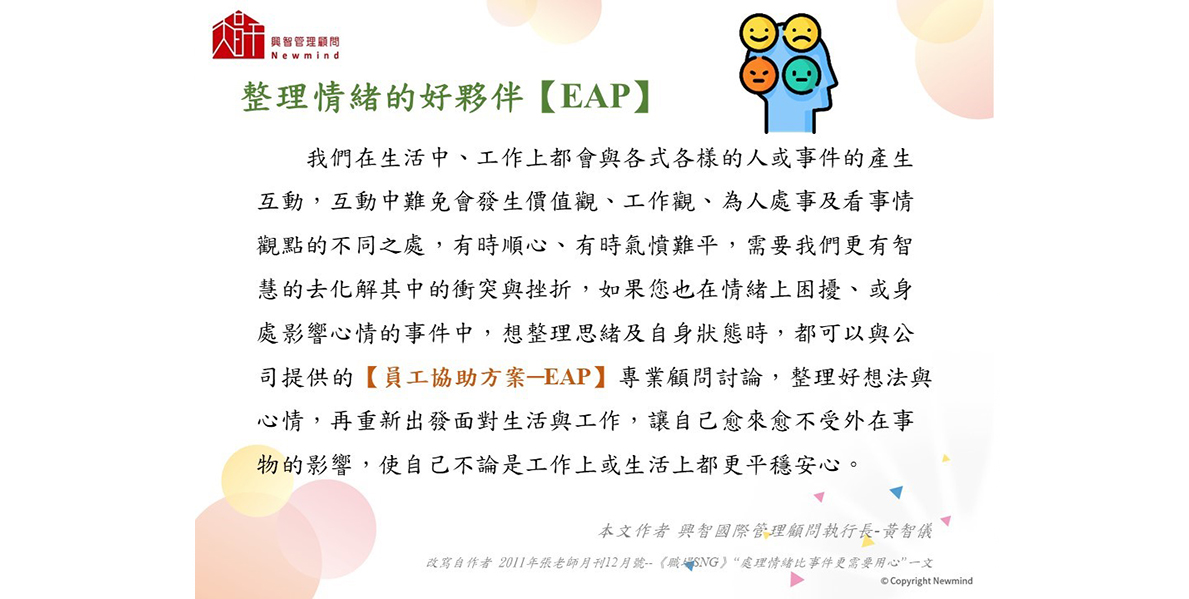 興智管理顧問
Newmind
整理情緒的好夥伴【EAP】
我們在生活中、工作上都會與各式各樣的人或事件的產生
互動，互動中難免會發生價值觀、工作觀、為人處事及看事情
觀點的不同之處，有時順心、有時氣憤難平，需要我們更有智
慧的去化解其中的衝突與挫折，如果您也在情緒上困擾、或身
處影響心情的事件中，想整理思緒及自身狀態時，都可以與公
司提供的【員工協助方案─EAP】專業顧問討論，整理好想法與
心情，再重新出發面對生活與工作，讓自己愈來愈不受外在事
物的影響，使自己不論是工作上或生活上都更平穩安心。
本文作者 興智國際管理顧問執行長-黃智儀
改寫自作者 2011年張老師月刊12月號--《職場SNG》“處理情緒比事件更需要用心”一文
© Copyright Newmind